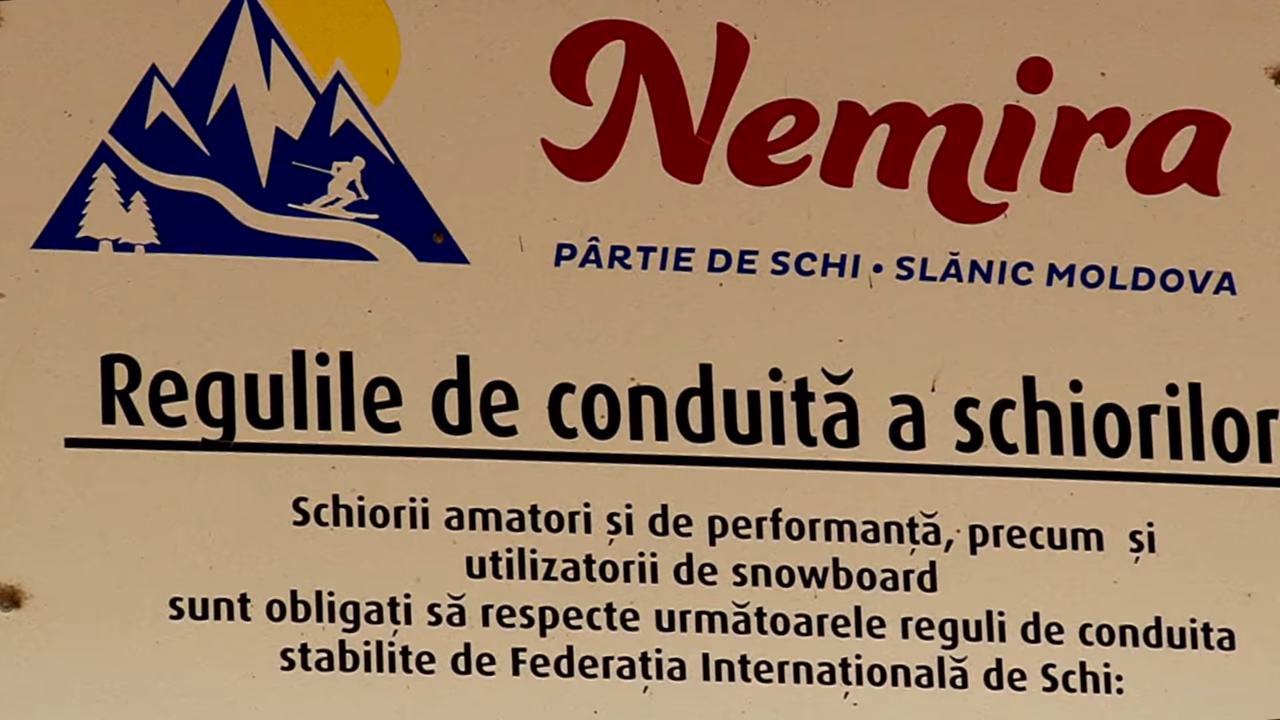 Nemira
PÂRTIE DE SCHI • SLĂNIC MOLDOVA
Regulile de conduită a schiorilor
Schiorii amatori și de performanță, precum și
utilizatorii de snowboard
sunt obligați să respecte următoarele reguli de conduita
stabilite de Federația Internațională de Schi: